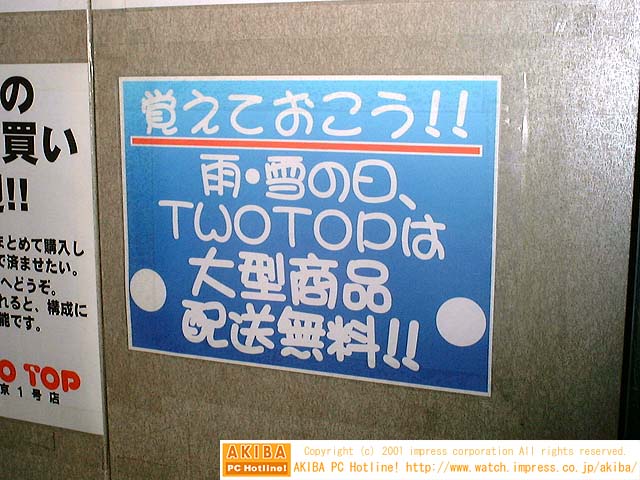 の
買い
!!
まとめて購入し
で済ませたい。
へどうぞ。
れると、構成に
能です。
O TOP
京1号店
覚えておこう!!
雨・雪の日、
TWOTOPは
大型商品
配送無料!!
AKIBA
PC Hotline!
Copyright (c) 2001 impress corporation All rights reserved.
AKIBA PC Hotline! http://www.watch.impress.co.jp/akiba/